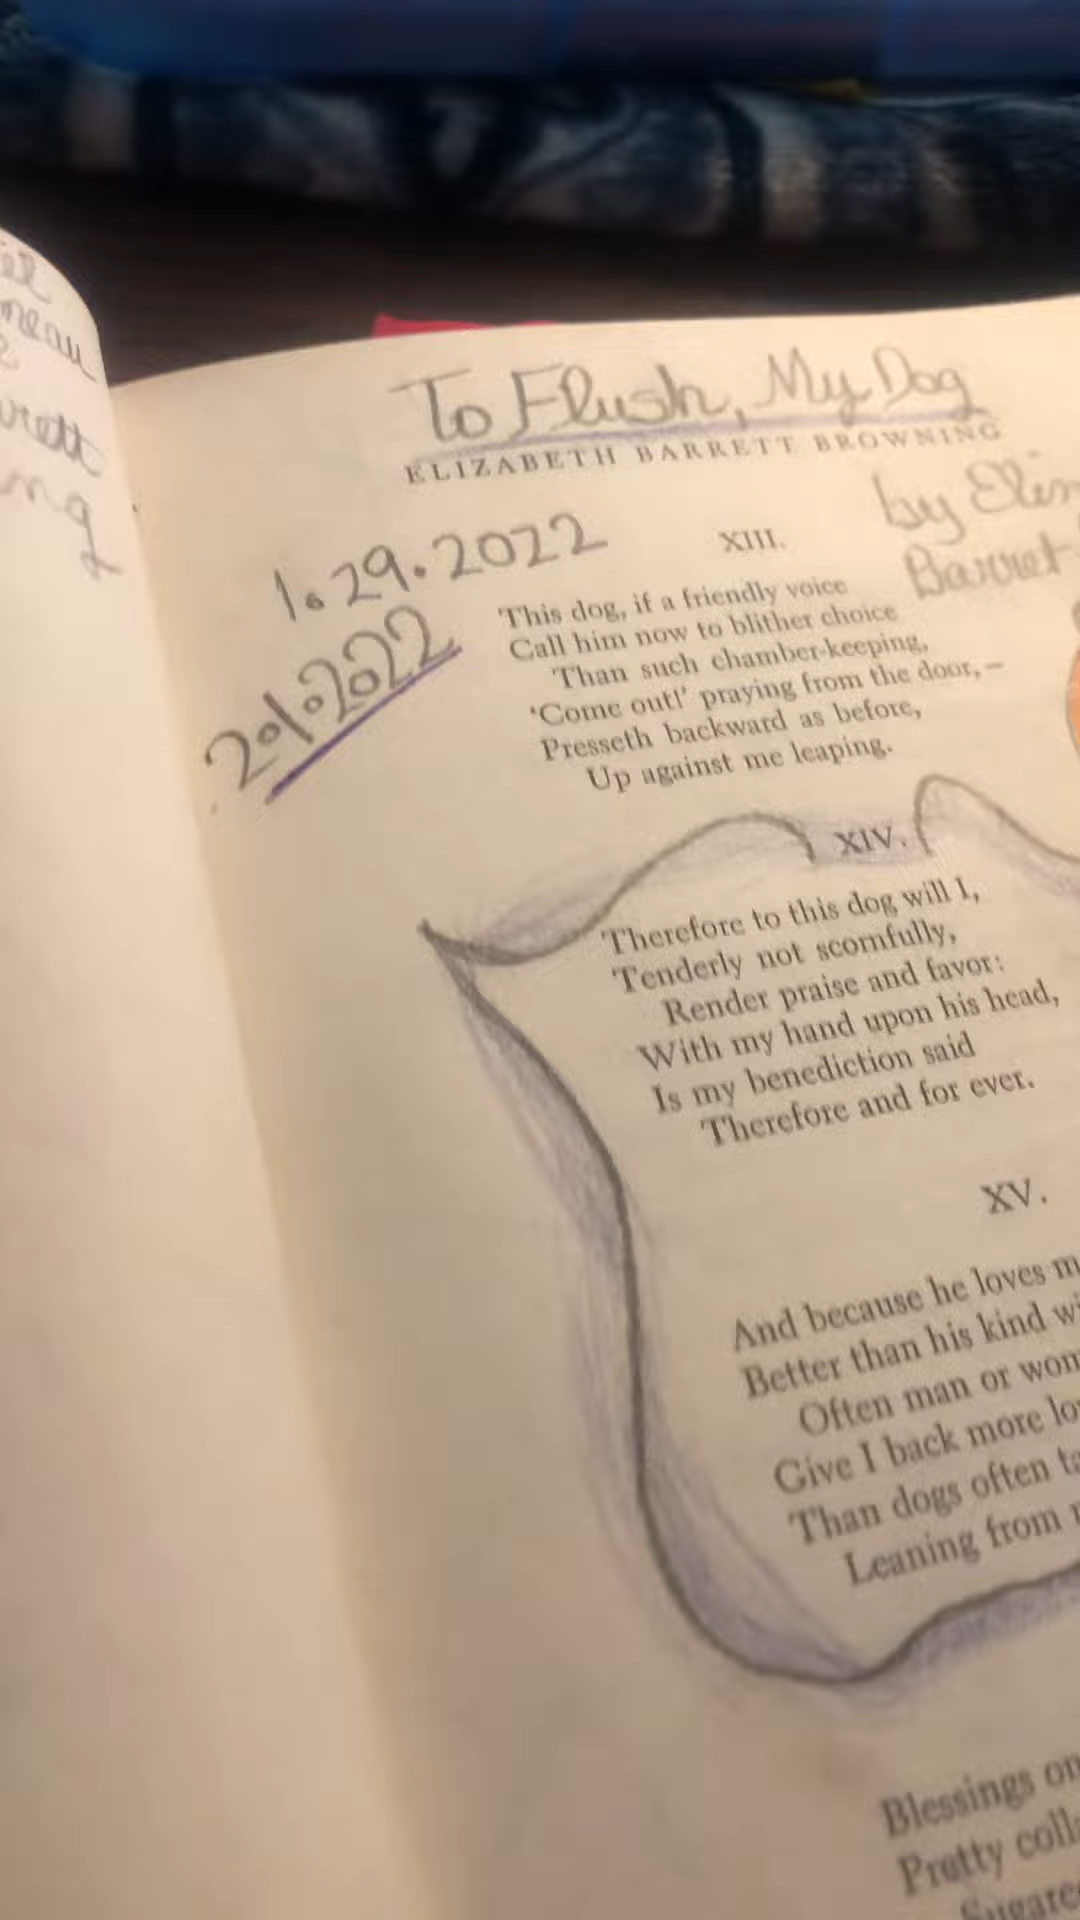 To Flush, My Dog
ELIZABETH BARRETT BROWNING
by
Barret
1.29.2022
2.1.2022
XIII.
This dog, if a friendly voice
Call him now to blither choice
Than such chamber-keeping,
'Come out!' praying from the door,—
Presseth backward as before,
Up against me leaping.
XIV.
Therefore to this dog will I,
Tenderly not scornfully,
Render praise and favor:
With my hand upon his head,
Is my benediction said
Therefore and for ever.
XV.
And because he loves
Better than his kind
Often man or
Give I back more
Than dogs often
Leaning from
Blessings on
Pretty